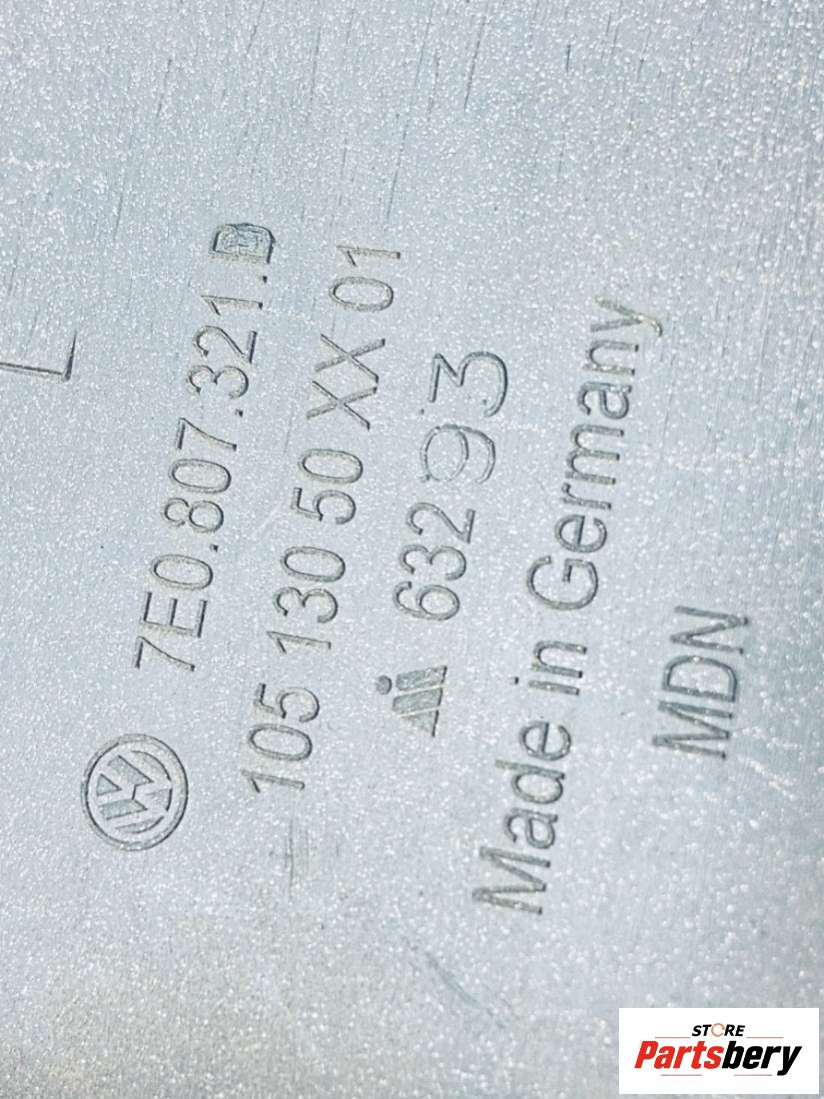 L
7E0.807.321.B
105 130 50 XX 01
632 93
Made in Germany
MDN
STORE
Partsbery